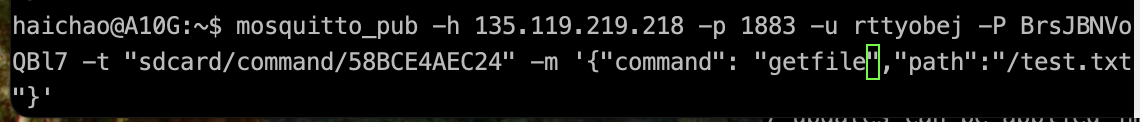 haichao@A10G:~$ mosquitto_pub -h 135.119.219.218 -p 1883 -u rttyobej -P BrsJBNVo
QBl7 -t "sdcard/command/58BCE4AEC24" -m '{"command": "getfile","path":"/test.txt
"}'